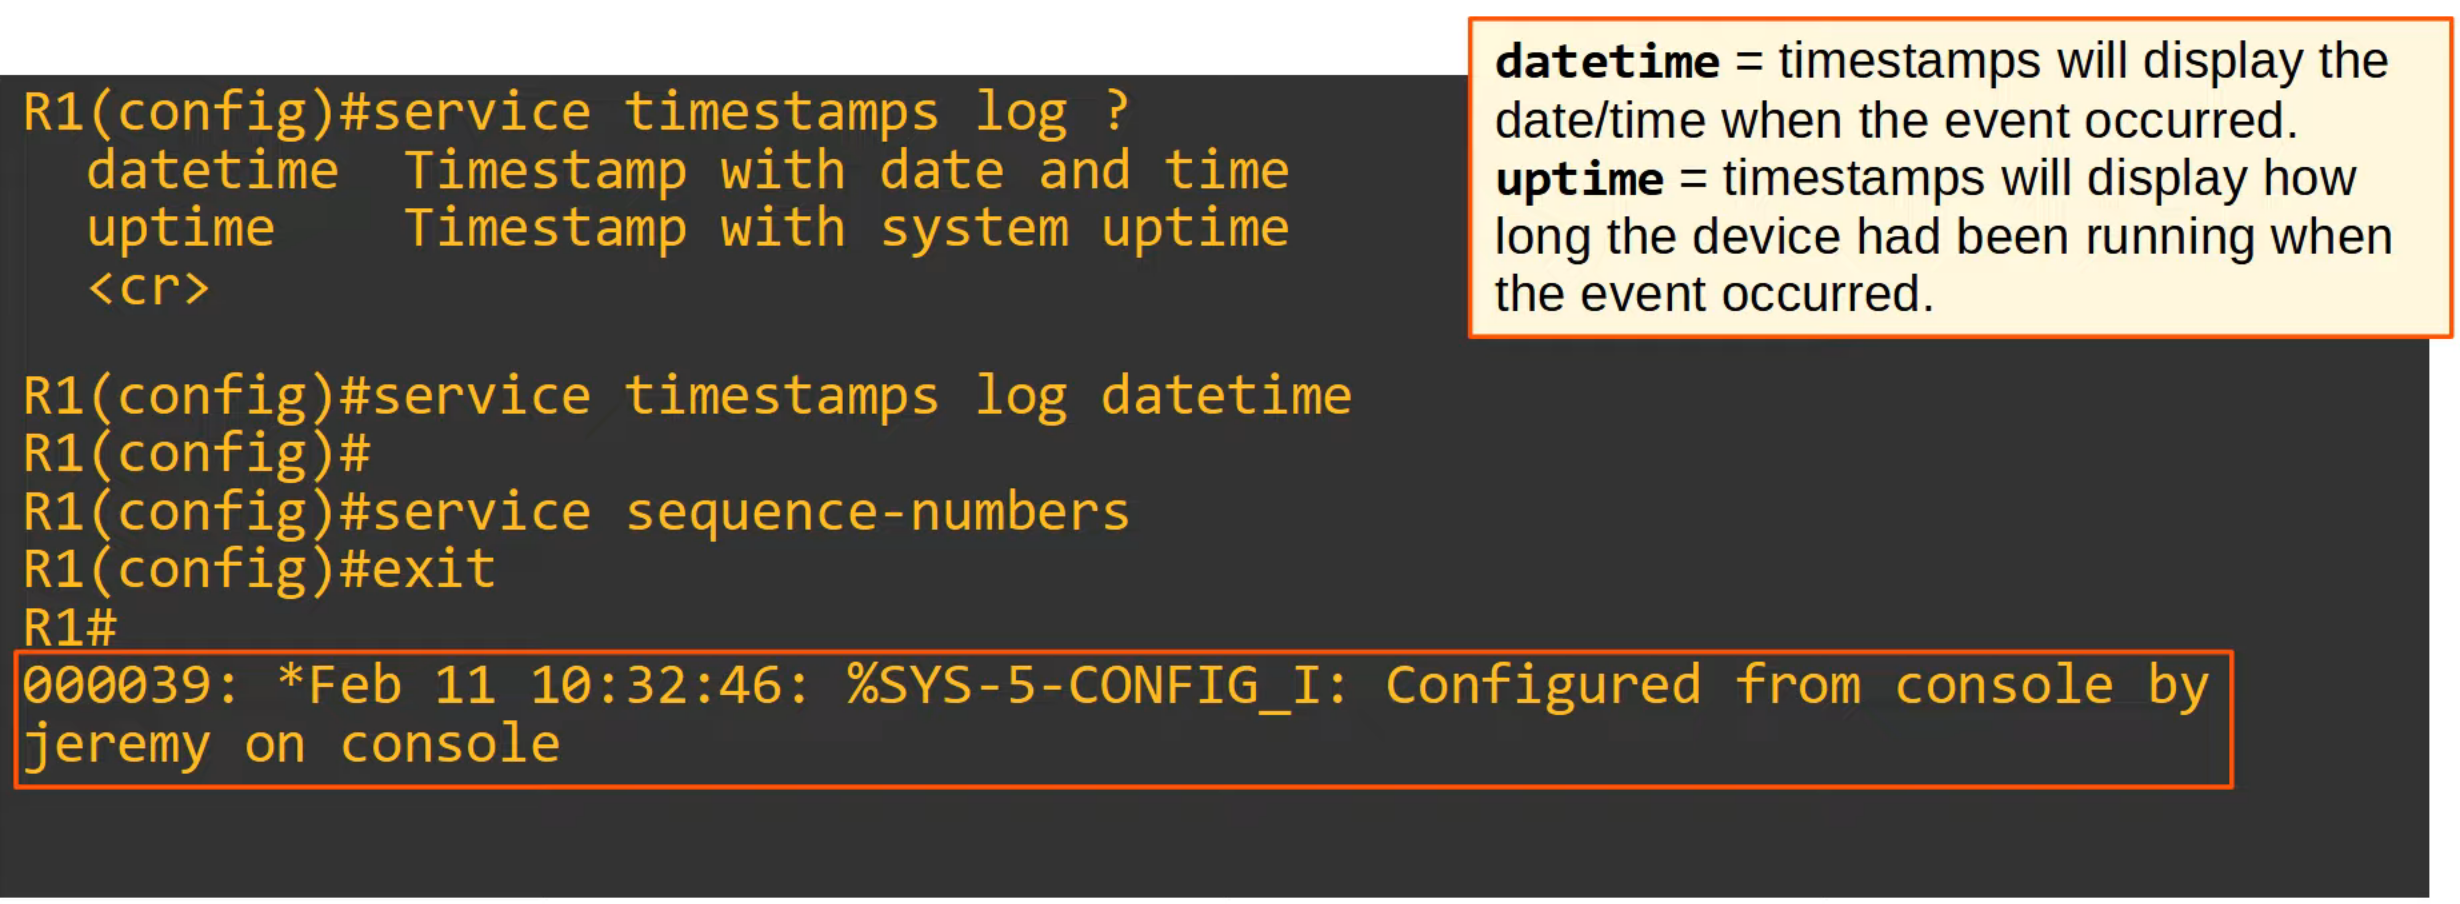 datetime = timestamps will display the
date/time when the event occurred.
uptime = timestamps will display how
long the device had been running when
the event occurred.
R1(config)#service timestamps log ?
  datetime  Timestamp with date and time
  uptime    Timestamp with system uptime
  <cr>
R1(config)#service timestamps log datetime
R1(config)#
R1(config)#service sequence-numbers
R1(config)#exit
R1#
000039: *Feb 11 10:32:46: %SYS-5-CONFIG_I: Configured from console by
jeremy on console